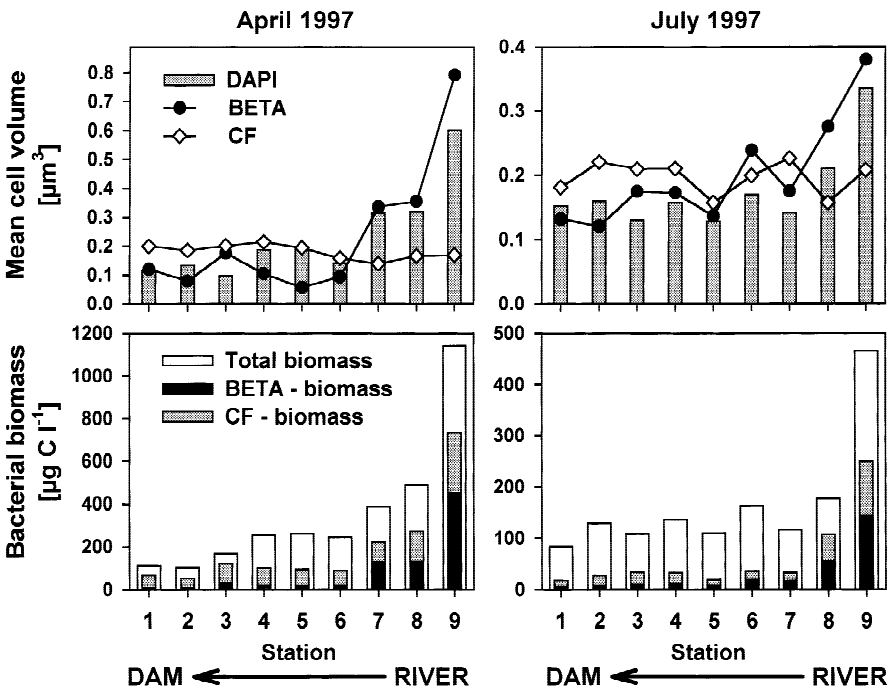 April 1997
July 1997
Mean cell volume
[µm³]
0.8
0.7
0.6
0.5
0.4
0.3
0.2
0.1
0.0
DAPI
BETA
CF
0.4
0.3
0.2
0.1
0.0
Bacterial biomass
[µg C l⁻¹]
1200
1000
800
600
400
200
0
Total biomass
BETA - biomass
CF - biomass
500
400
300
200
100
0
1 2 3 4 5 6 7 8 9
Station
DAM RIVER
1 2 3 4 5 6 7 8 9
Station
DAM RIVER